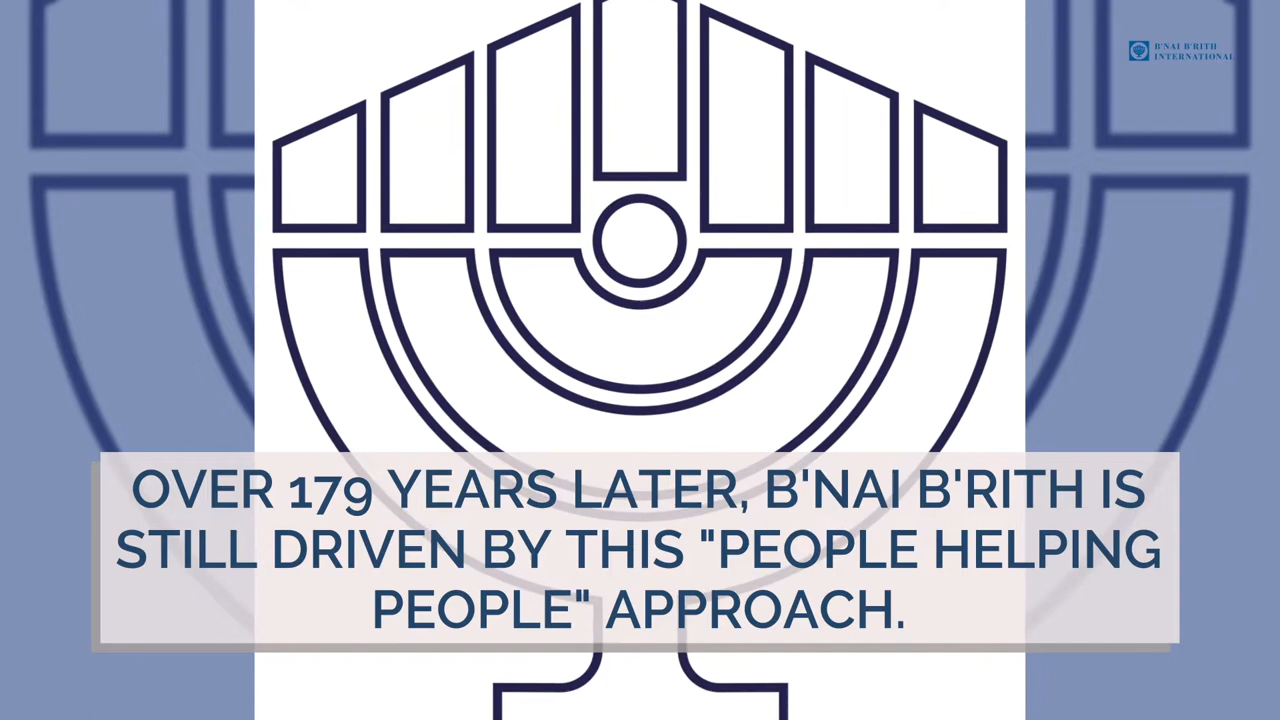 B'NAI B'RITH
INTERNATIONAL
OVER 179 YEARS LATER, B'NAI B'RITH IS
STILL DRIVEN BY THIS "PEOPLE HELPING
PEOPLE" APPROACH.